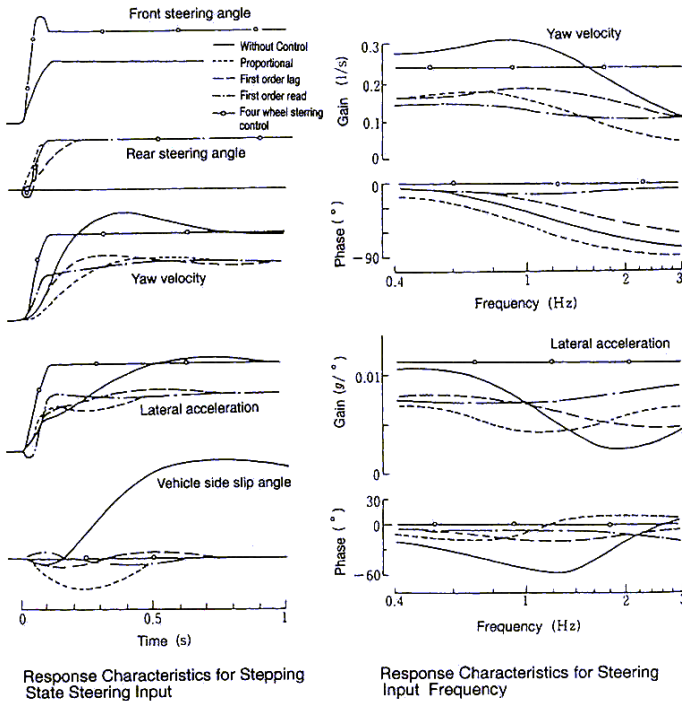 Front steering angle
Without Control
Proportional
First order lag
First order read
Four wheel sterring
control
Rear steering angle
Yaw velocity
Lateral acceleration
Vehicle side slip angle
0 0.5 1
Time (s)
Response Characteristics for Stepping
State Steering Input
Yaw velocity
Gain (1/s)
0.3
0.2
0.1
0
Phase (°)
0
-90
0.4 1 2 3
Frequency (Hz)
Lateral acceleration
Gain (g/°)
0.01
0
Phase (°)
30
0
-60
0.4 1 2 3
Frequency (Hz)
Response Characteristics for Steering
Input Frequency